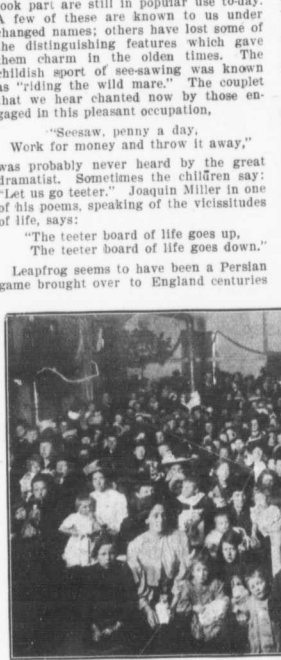 took part are still in popular use to-day.
A few of these are known to us under
changed names; others have lost some of
the distinguishing features which gave
them charm in the olden times. The
childish sport of see-sawing was known
as "riding the wild mare." The couplet
that we hear chanted now by those en-
gaged in this pleasant occupation,
"Seesaw, penny a day,
Work for money and throw it away,"
was probably never heard by the great
dramatist. Sometimes the children say:
"Let us go teeter." Joaquin Miller in one
of his poems, speaking of the vicissitudes
of life, says:
"The teeter board of life goes up,
The teeter board of life goes down."
Leapfrog seems to have been a Persian
game brought over to England centuries